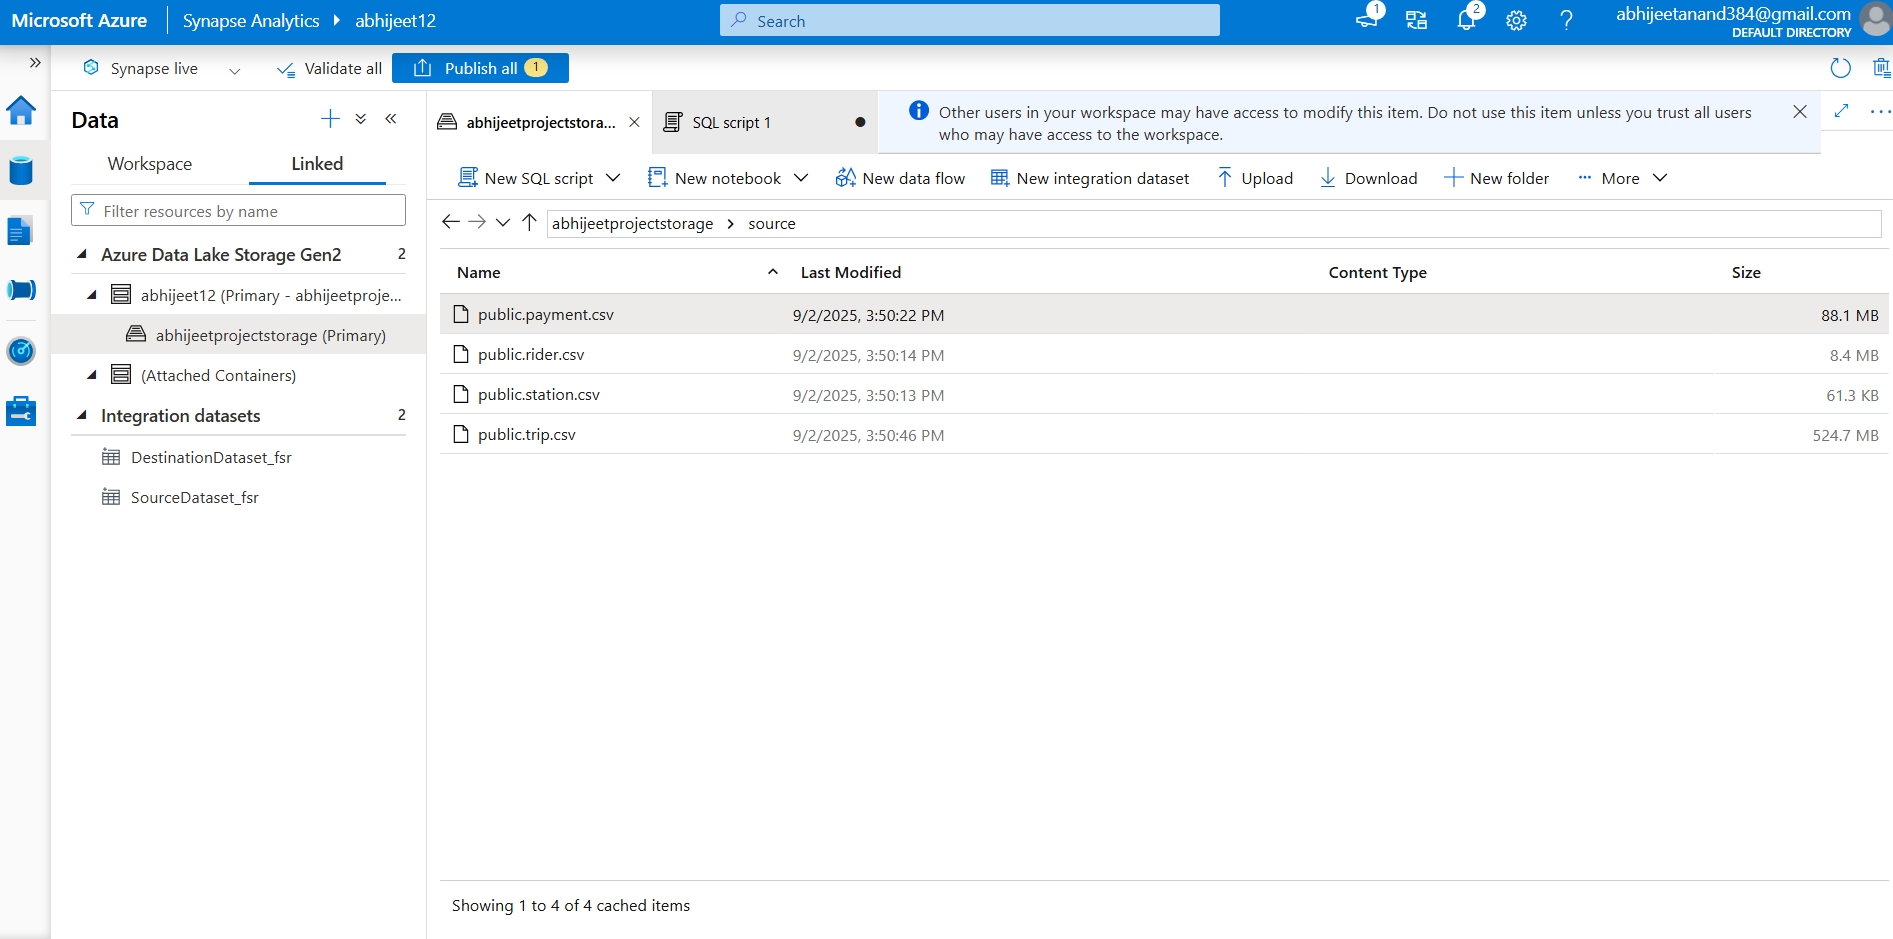 Microsoft Azure
Synapse Analytics
abhijeet12
Search
1
2
abhijeetanand384@gmail.com
DEFAULT DIRECTORY
Synapse live
Validate all
Publish all 1
Data
Workspace
Linked
Filter resources by name
Azure Data Lake Storage Gen2 2
abhijeet12 (Primary - abhijeetproje...
abhijeetprojectstorage (Primary)
(Attached Containers)
Integration datasets 2
DestinationDataset_fsr
SourceDataset_fsr
abhijeetprojectstora...
SQL script 1
Other users in your workspace may have access to modify this item. Do not use this item unless you trust all users
who may have access to the workspace.
New SQL script
New notebook
New data flow
New integration dataset
Upload
Download
New folder
More
abhijeetprojectstorage > source
Name Last Modified Content Type Size
public.payment.csv 9/2/2025, 3:50:22 PM 88.1 MB
public.rider.csv 9/2/2025, 3:50:14 PM 8.4 MB
public.station.csv 9/2/2025, 3:50:13 PM 61.3 KB
public.trip.csv 9/2/2025, 3:50:46 PM 524.7 MB
Showing 1 to 4 of 4 cached items